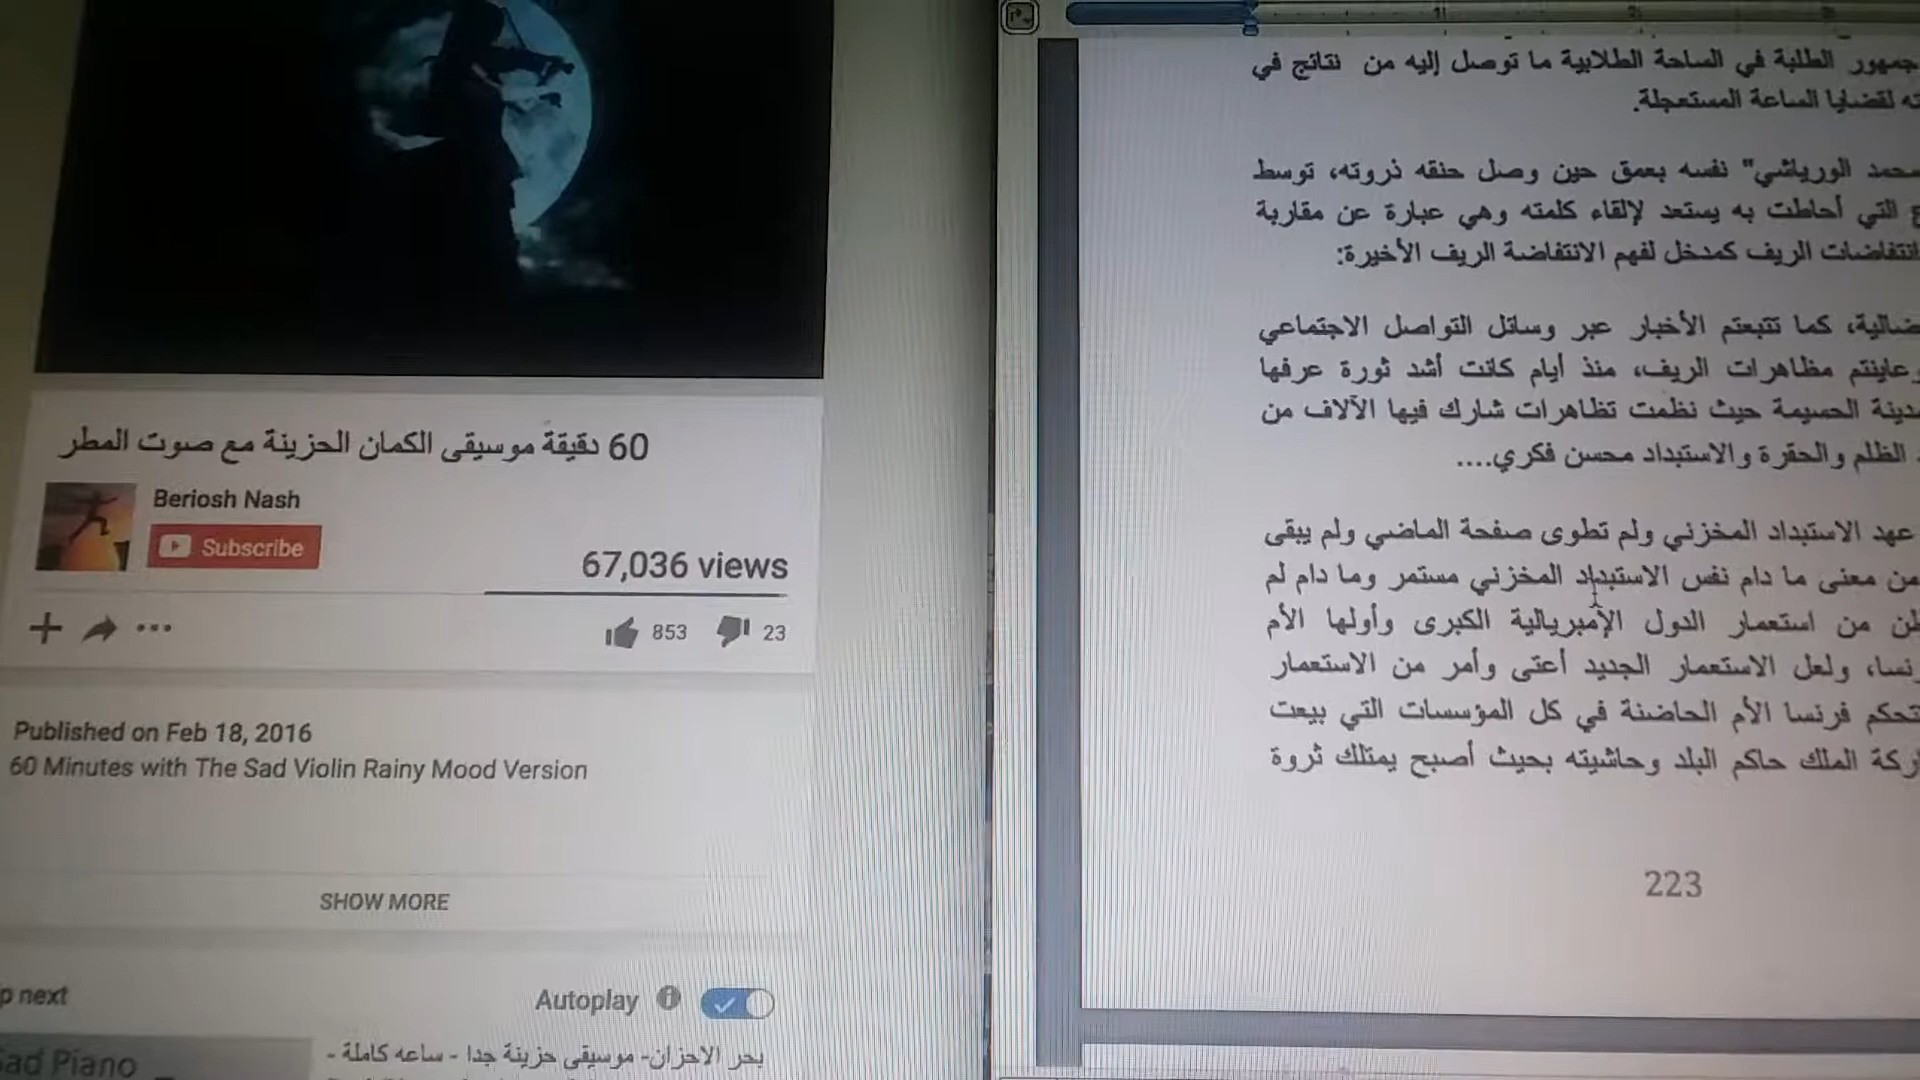 60 دقيقة موسيقى الكمان الحزينة مع صوت المطر
Beriosh Nash
Subscribe
67,036 views
853
23
Published on Feb 18, 2016
60 Minutes with The Sad Violin Rainy Mood Version
SHOW MORE
next
Autoplay
بحر الاحزان- موسيقى حزينة جدا - ساعه كاملة -
Sad Piano
جمهور الطلبة في الساحة الطلابية ما توصل إليه من نتائج في
لقضايا الساعة المستعجلة.
الورياشي" نفسه بعمق حين وصل حنقه ذروته، توسط
التي أحاطت به يستعد لإلقاء كلمته وهي عبارة عن مقاربة
الريف كمدخل لفهم الانتفاضة الريف الأخيرة:
كما تتبعتم الأخبار عبر وسائل التواصل الاجتماعي
وعاينتم مظاهرات الريف، منذ أيام كانت أشد ثورة عرفها
الحسيمة حيث نظمت تظاهرات شارك فيها الآلاف من
الظلم والحقرة والاستبداد محسن فكري....
عهد الاستبداد المخزني ولم تطوى صفحة الماضي ولم يبقى
من معنى ما دام نفس الاستبداد المخزني مستمر وما دام لم
من استعمار الدول الإمبريالية الكبرى وأولها الأم
ولعل الاستعمار الجديد أعتى وأمر من الاستعمار
تتحكم فرنسا الأم الحاضنة في كل المؤسسات التي بيعت
الملك حاكم البلد وحاشيته بحيث أصبح يمتلك ثروة
223